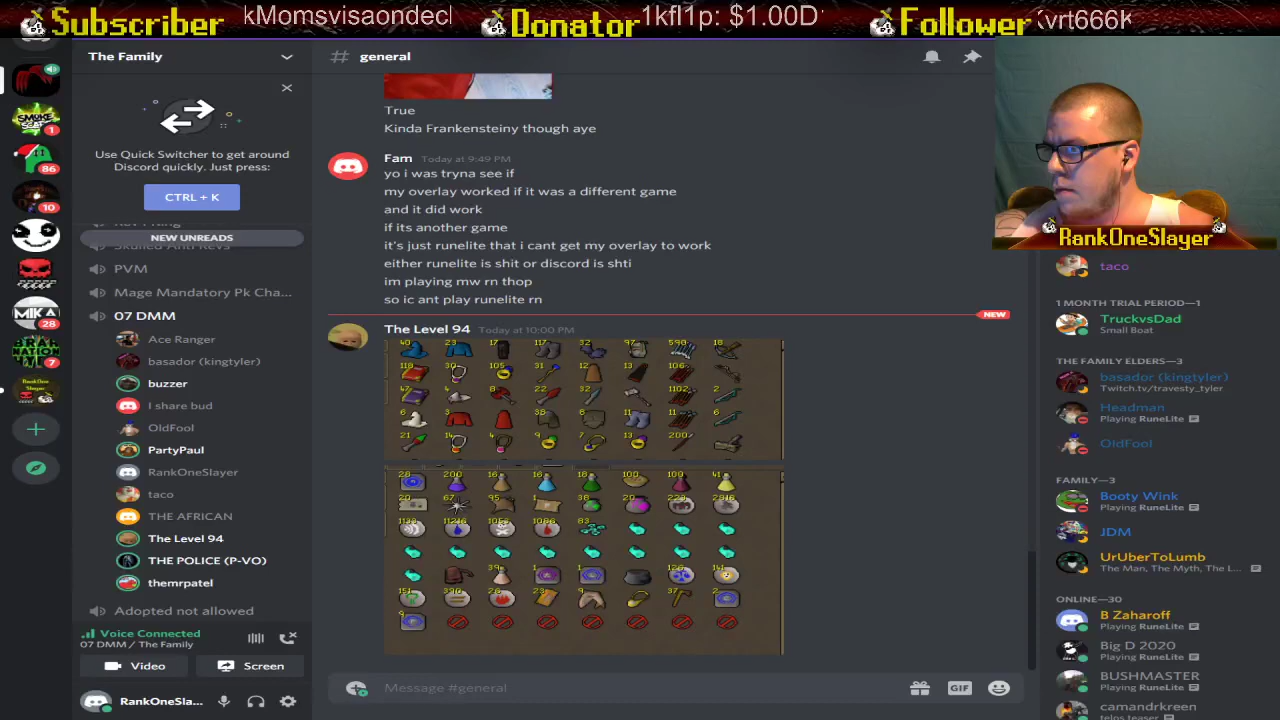 Subscriber kMomsvisaondecl Donator 1kfl1p: $1.00D Follower vrt666K
The Family
general
Use Quick Switcher to get around
Discord quickly. Just press:
CTRL + K
NEW UNREADS
PVM
Mage Mandatory Pk Cha...
07 DMM
Ace Ranger
basador (kingtyler)
buzzer
I share bud
OldFool
PartyPaul
RankOneSlayer
taco
THE AFRICAN
The Level 94
THE POLICE (P-VO)
themrpatel
Adopted not allowed
Voice Connected
07 DMM / The Family
Video
Screen
RankOneSla...
1
86
10
28
7
True
Kinda Frankensteiny though aye
Fam Today at 9:49 PM
yo i was tryna see if
my overlay worked if it was a different game
and it did work
if its another game
it's just runelite that i cant get my overlay to work
either runelite is shit or discord is shti
im playing mw rn thop
so ic ant play runelite rn
NEW
The Level 94 Today at 10:00 PM
Message #general
GIF
RankOneSlayer
taco
1 MONTH TRIAL PERIOD—1
TruckvsDad
Small Boat
THE FAMILY ELDERS—3
basador (kingtyler)
Twitch.tv/travesty_tyler
Headman
Playing RuneLite
OldFool
FAMILY—3
Booty Wink
Playing RuneLite
JDM
UrUberToLumb
The Man, The Myth, The L...
ONLINE—30
B Zaharoff
Playing RuneLite
Big D 2020
Playing RuneLite
BUSHMASTER
Playing RuneLite
camandrkreen